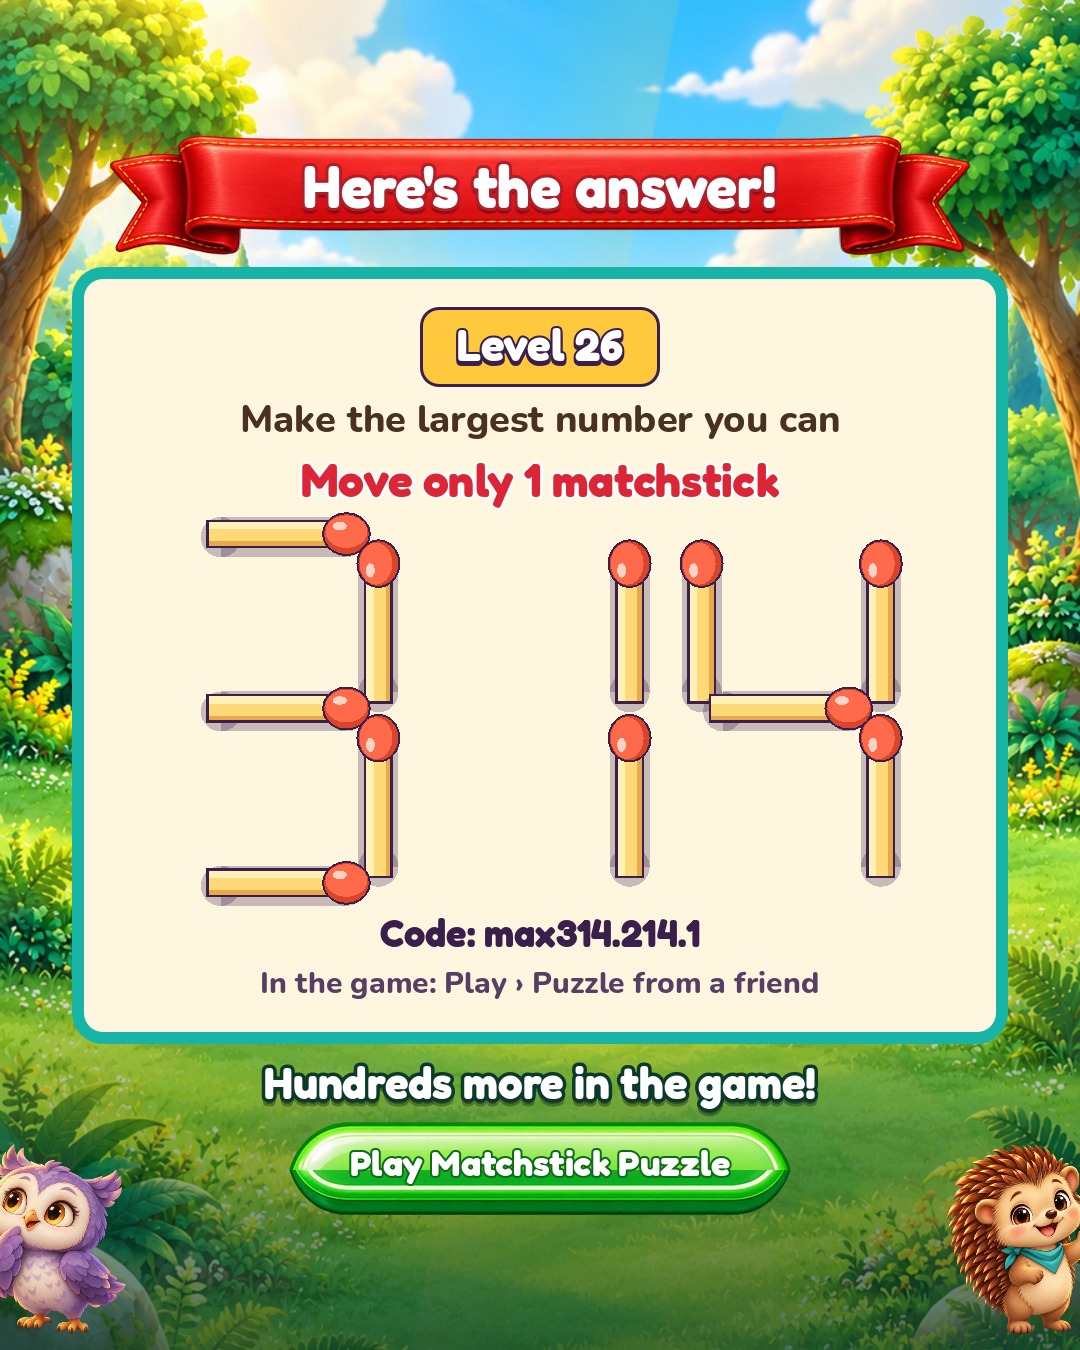 Here's the answer!
Level 26
Make the largest number you can
Move only 1 matchstick
314
Code: max314.214.1
In the game: Play › Puzzle from a friend
Hundreds more in the game!
Play Matchstick Puzzle